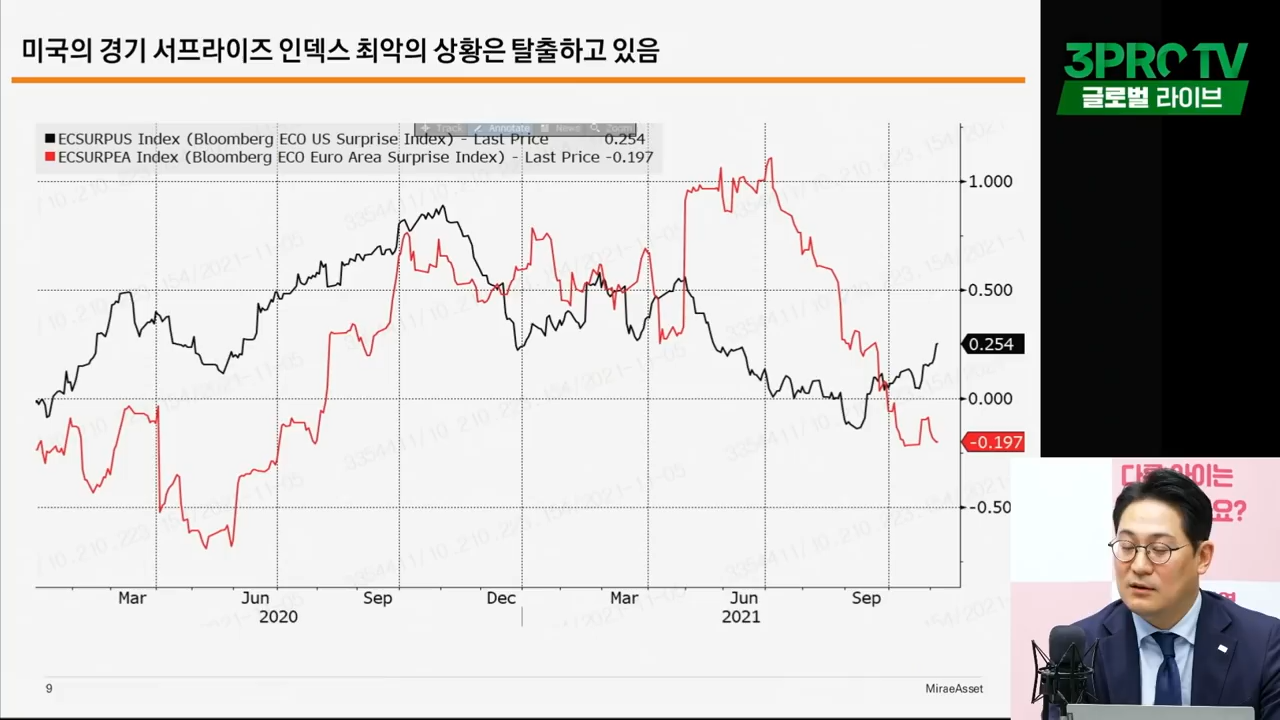 미국의 경기 서프라이즈 인덱스 최악의 상황은 탈출하고 있음
3PRO TV
글로벌 라이브
Track Annotate News Zoom
ECSURPUS Index (Bloomberg ECO US Surprise Index) - Last Price 0.254
ECSURPEA Index (Bloomberg ECO Euro Area Surprise Index) - Last Price -0.197
1.000
0.500
0.254
0.000
-0.197
-0.50
Mar Jun Sep Dec Mar Jun Sep
2020 2021
9
MiraeAsset